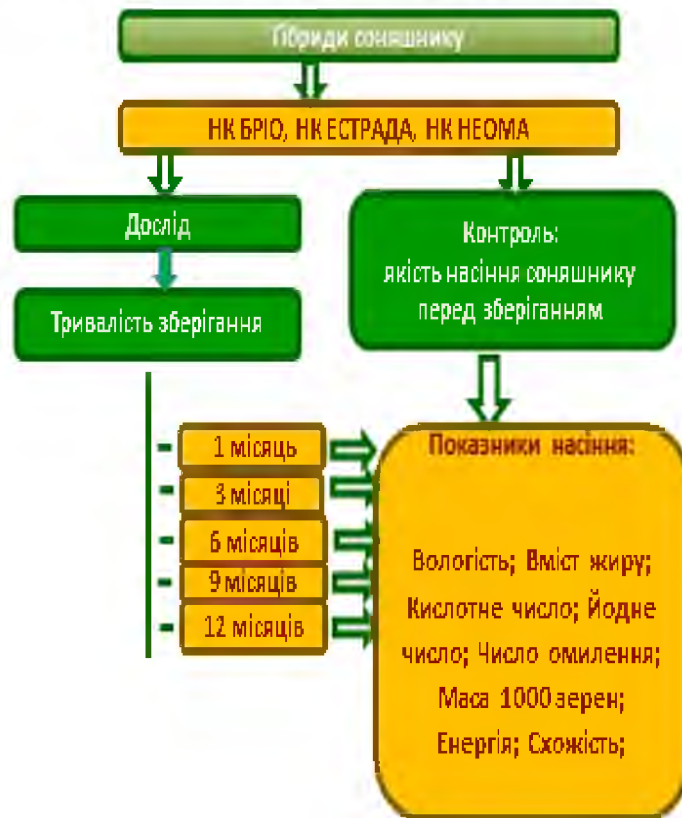 Гібриди соняшнику
НК БРІО, НК ЕСТРАДА, НК НЕОМА
Дослід
Тривалість зберігання
Контроль:
якість насіння соняшнику
перед зберіганням
1 місяць
3 місяці
6 місяців
9 місяців
12 місяців
Показники насіння:
Вологість; Вміст жиру;
Кислотне число; Йодне
число; Число омилення;
Маса 1000 зерен;
Енергія; Схожість;